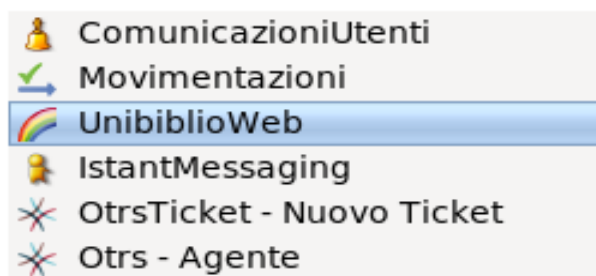 ComunicazioniUtenti
Movimentazioni
UnibiblioWeb
IstantMessaging
OtrsTicket - Nuovo Ticket
Otrs - Agente